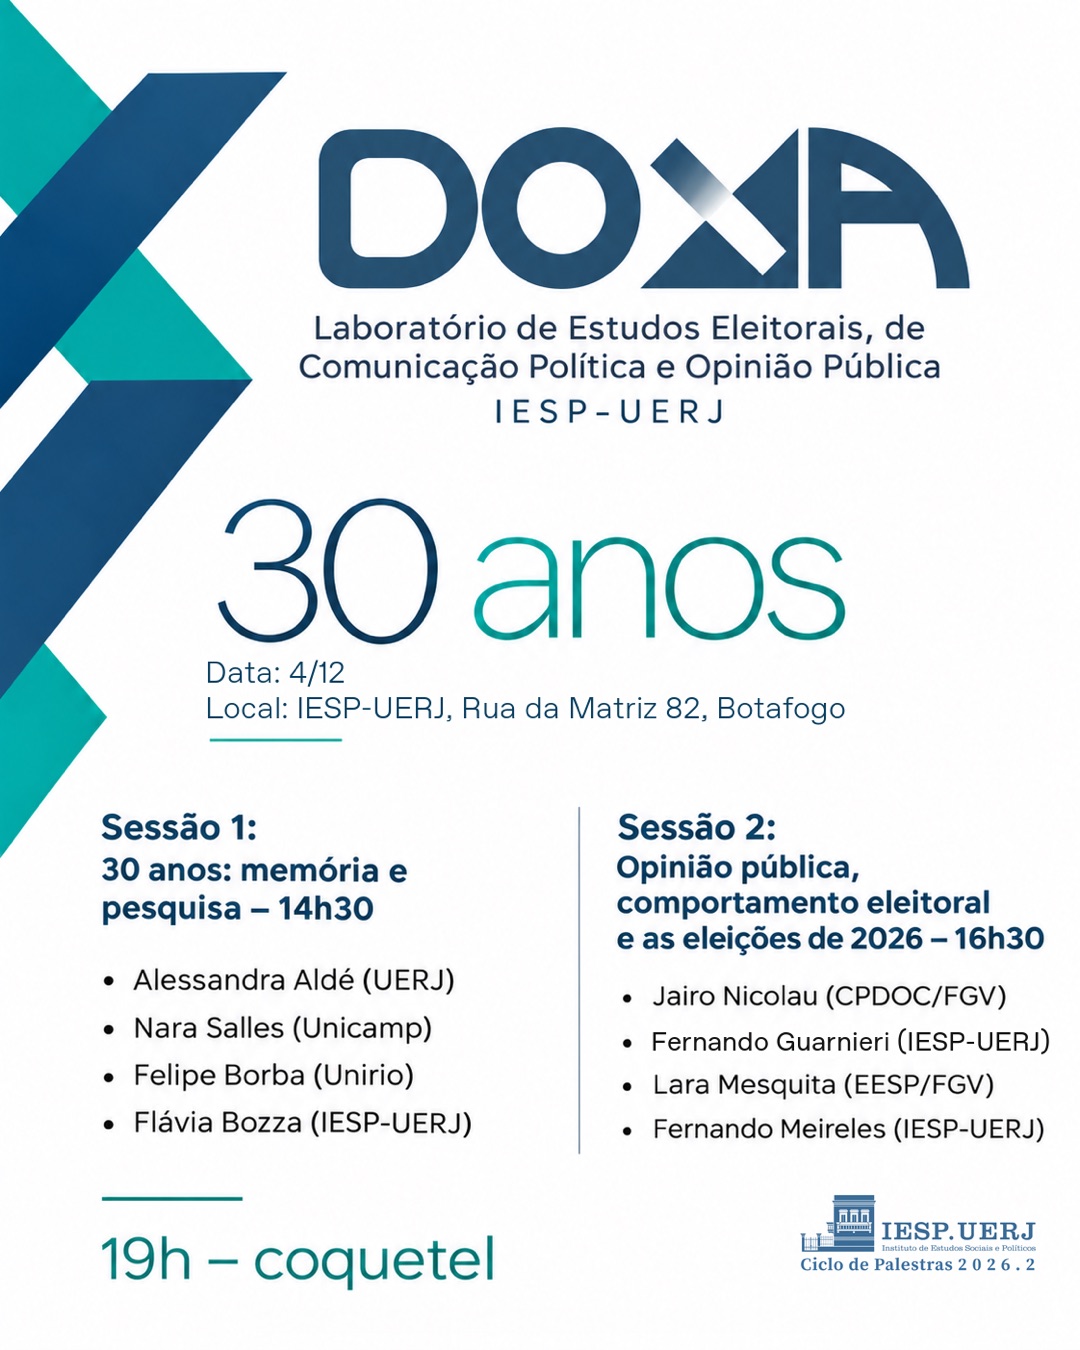 DOXA
Laboratório de Estudos Eleitorais, de
Comunicação Política e Opinião Pública
IESP-UERJ
30 anos
Data: 4/12
Local: IESP-UERJ, Rua da Matriz 82, Botafogo
Sessão 1:
30 anos: memória e
pesquisa – 14h30
• Alessandra Aldé (UERJ)
• Nara Salles (Unicamp)
• Felipe Borba (Unirio)
• Flávia Bozza (IESP-UERJ)
Sessão 2:
Opinião pública,
comportamento eleitoral
e as eleições de 2026 – 16h30
• Jairo Nicolau (CPDOC/FGV)
• Fernando Guarnieri (IESP-UERJ)
• Lara Mesquita (EESP/FGV)
• Fernando Meireles (IESP-UERJ)
19h – coquetel
IESP.UERJ
Instituto de Estudos Sociais e Políticos
Ciclo de Palestras 2026.2